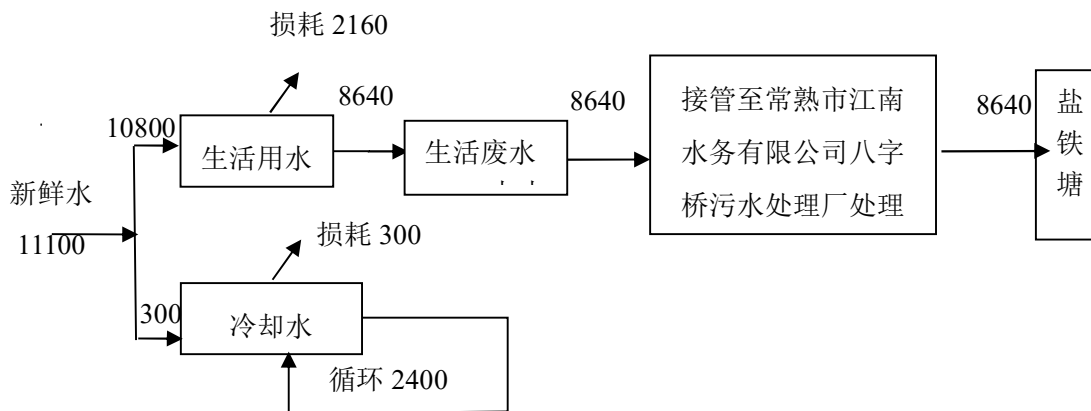 损耗 2160
10800
生活用水
8640
生活废水
8640
接管至常熟市江南
水务有限公司八字
桥污水处理厂处理
8640
盐
铁
塘
新鲜水
11100
损耗 300
300
冷却水
循环 2400